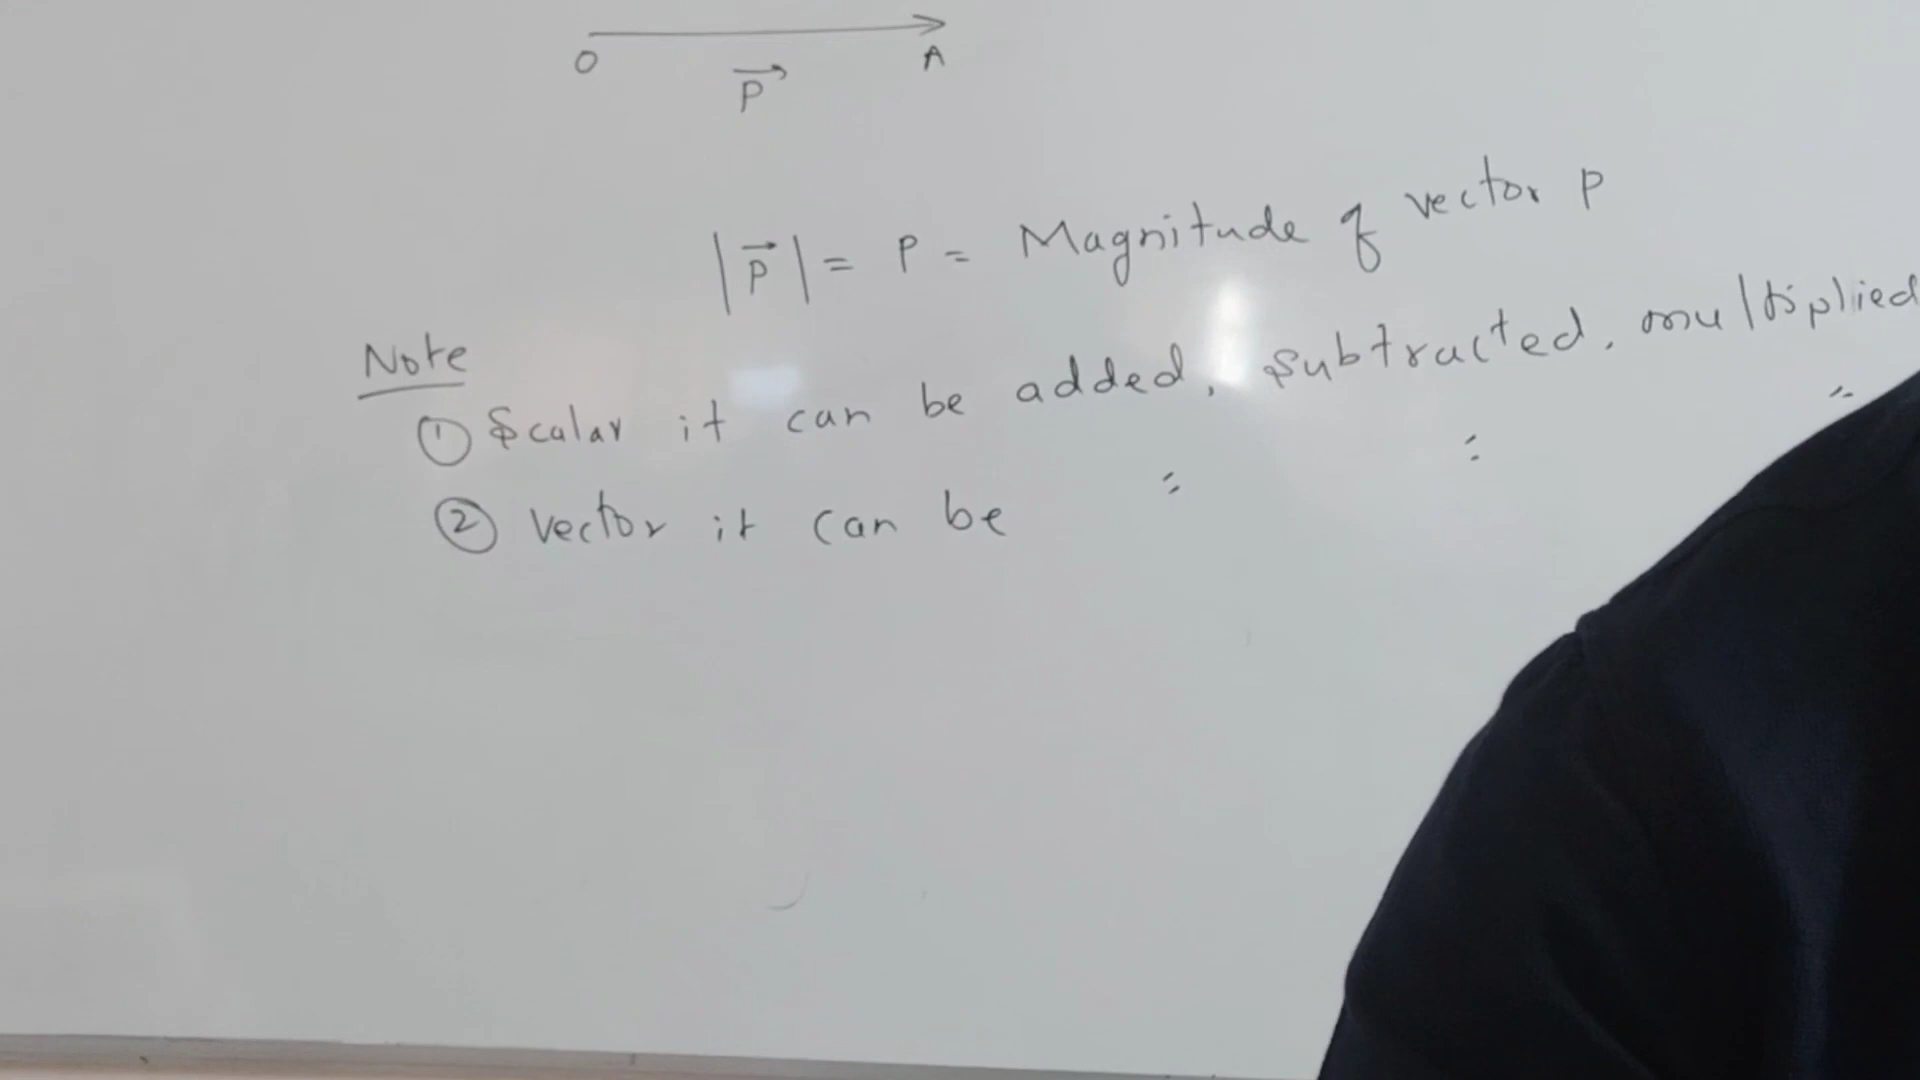 O A
P
|P| = P = Magnitude of vector P
Note
① Scalar it can be added, subtracted, multiplied
② vector it can be " " "